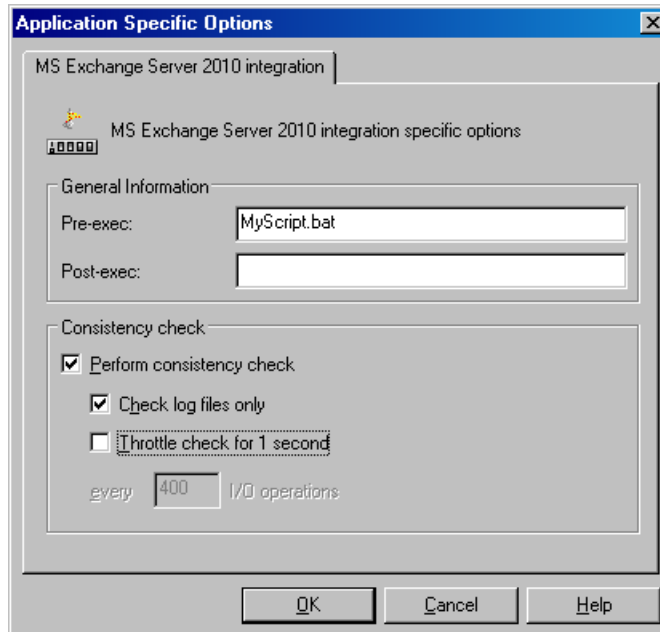 Application Specific Options
MS Exchange Server 2010 integration
MS Exchange Server 2010 integration specific options
General Information
Pre-exec: MyScript.bat
Post-exec:
Consistency check
Perform consistency check
Check log files only
Throttle check for 1 second
every 400 I/O operations
OK Cancel Help